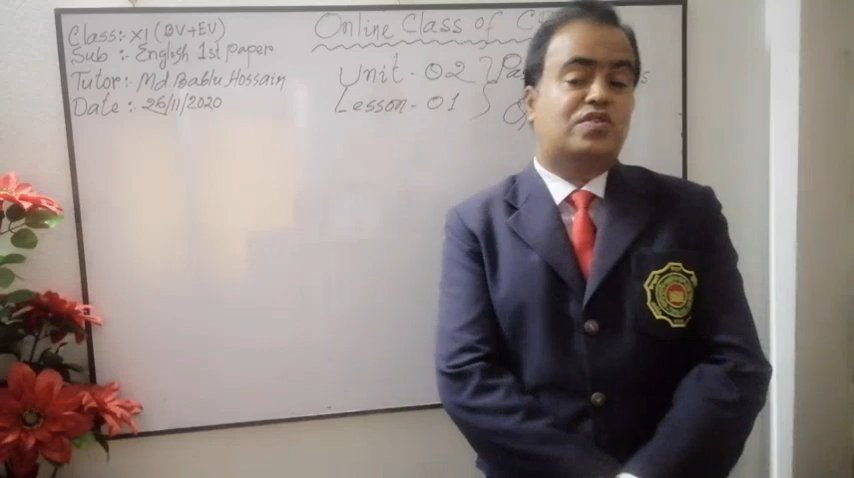 Class:- XI (BV+EV)
Sub :- English 1st paper
Tutor: Md. Bablu Hossain
Date :- 26/11/2020
Online Class of
Unit - 02
Lesson - 01